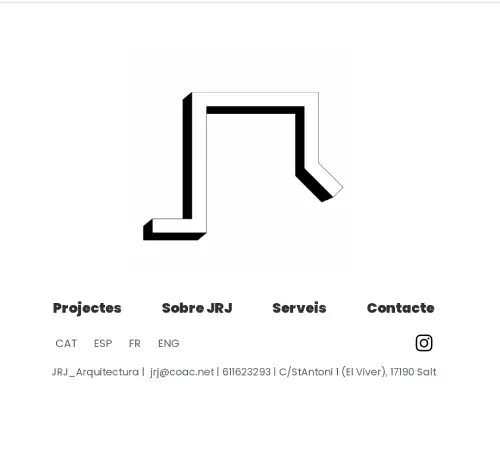 Projectes Sobre JRJ Serveis Contacte
CAT ESP FR ENG
JRJ_Arquitectura | jrj@coac.net | 611623293 | C/StAntoni 1 (El Viver), 17190 Salt